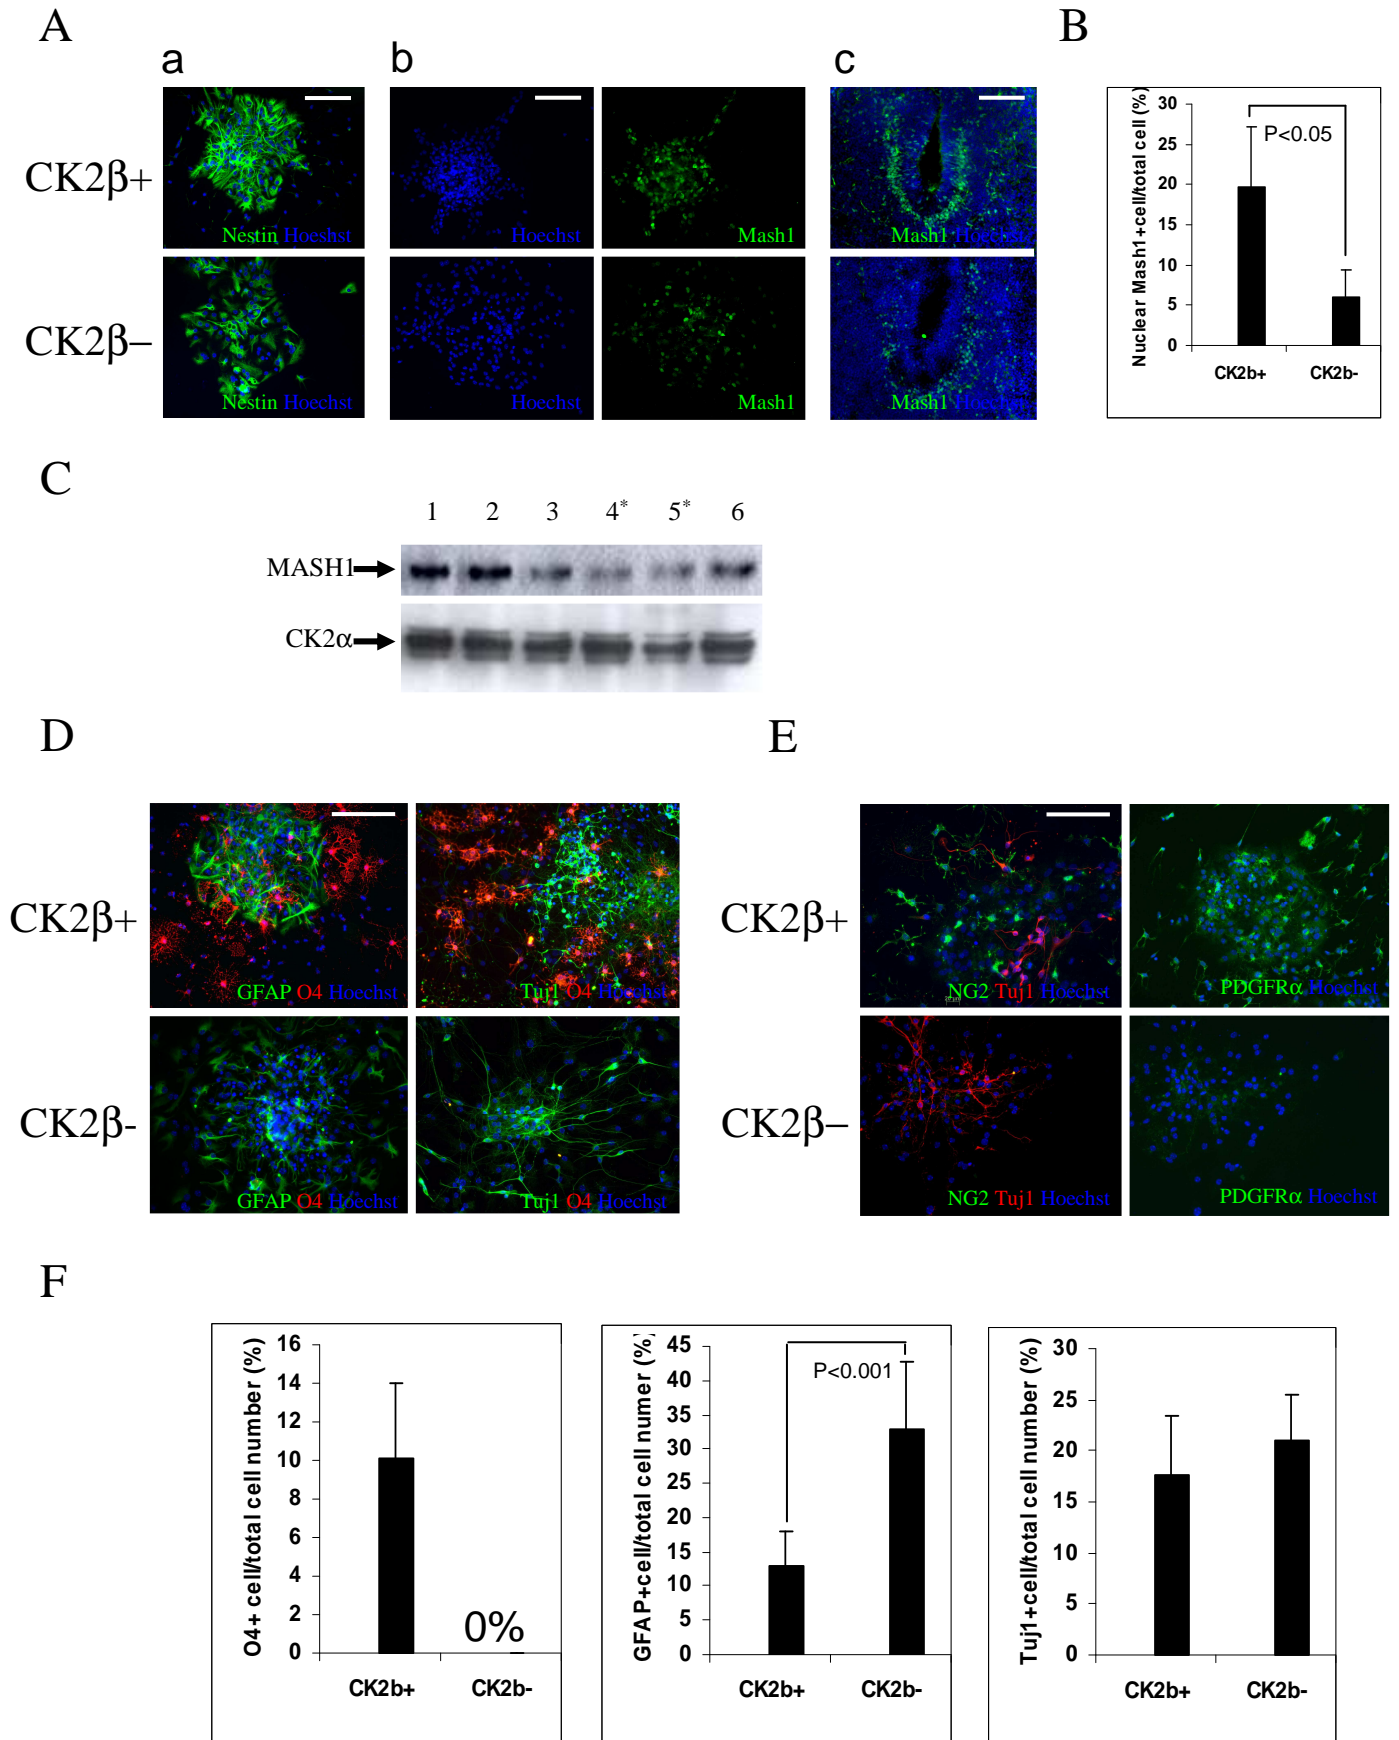 A
B
a
b
c
CK2β+
Nestin Hoeshst
Hoechst
Mash1
Mash1 Hoechst
CK2β–
Nestin Hoechst
Hoechst
Mash1
Mash1 Hoechst
Nuclear Mash1+cell/total cell (%)
30
25
20
15
10
5
0
P<0.05
CK2b+
CK2b-
C
1 2 3 4* 5* 6
MASH1
CK2α
D
E
CK2β+
GFAP O4 Hoechst
Tuj1 O4 Hoechst
CK2β-
GFAP O4 Hoechst
Tuj1 O4 Hoechst
CK2β+
NG2 Tuj1 Hoechst
PDGFRα Hoechst
CK2β–
NG2 Tuj1 Hoechst
PDGFRα Hoechst
F
O4+ cell/total cell number (%)
16
14
12
10
8
6
4
2
0
0%
CK2b+
CK2b-
GFAP+cell/total cell numer (%)
45
40
35
30
25
20
15
10
5
0
P<0.001
CK2b+
CK2b-
Tuj1+cell/total cell number (%)
30
25
20
15
10
5
0
CK2b+
CK2b-